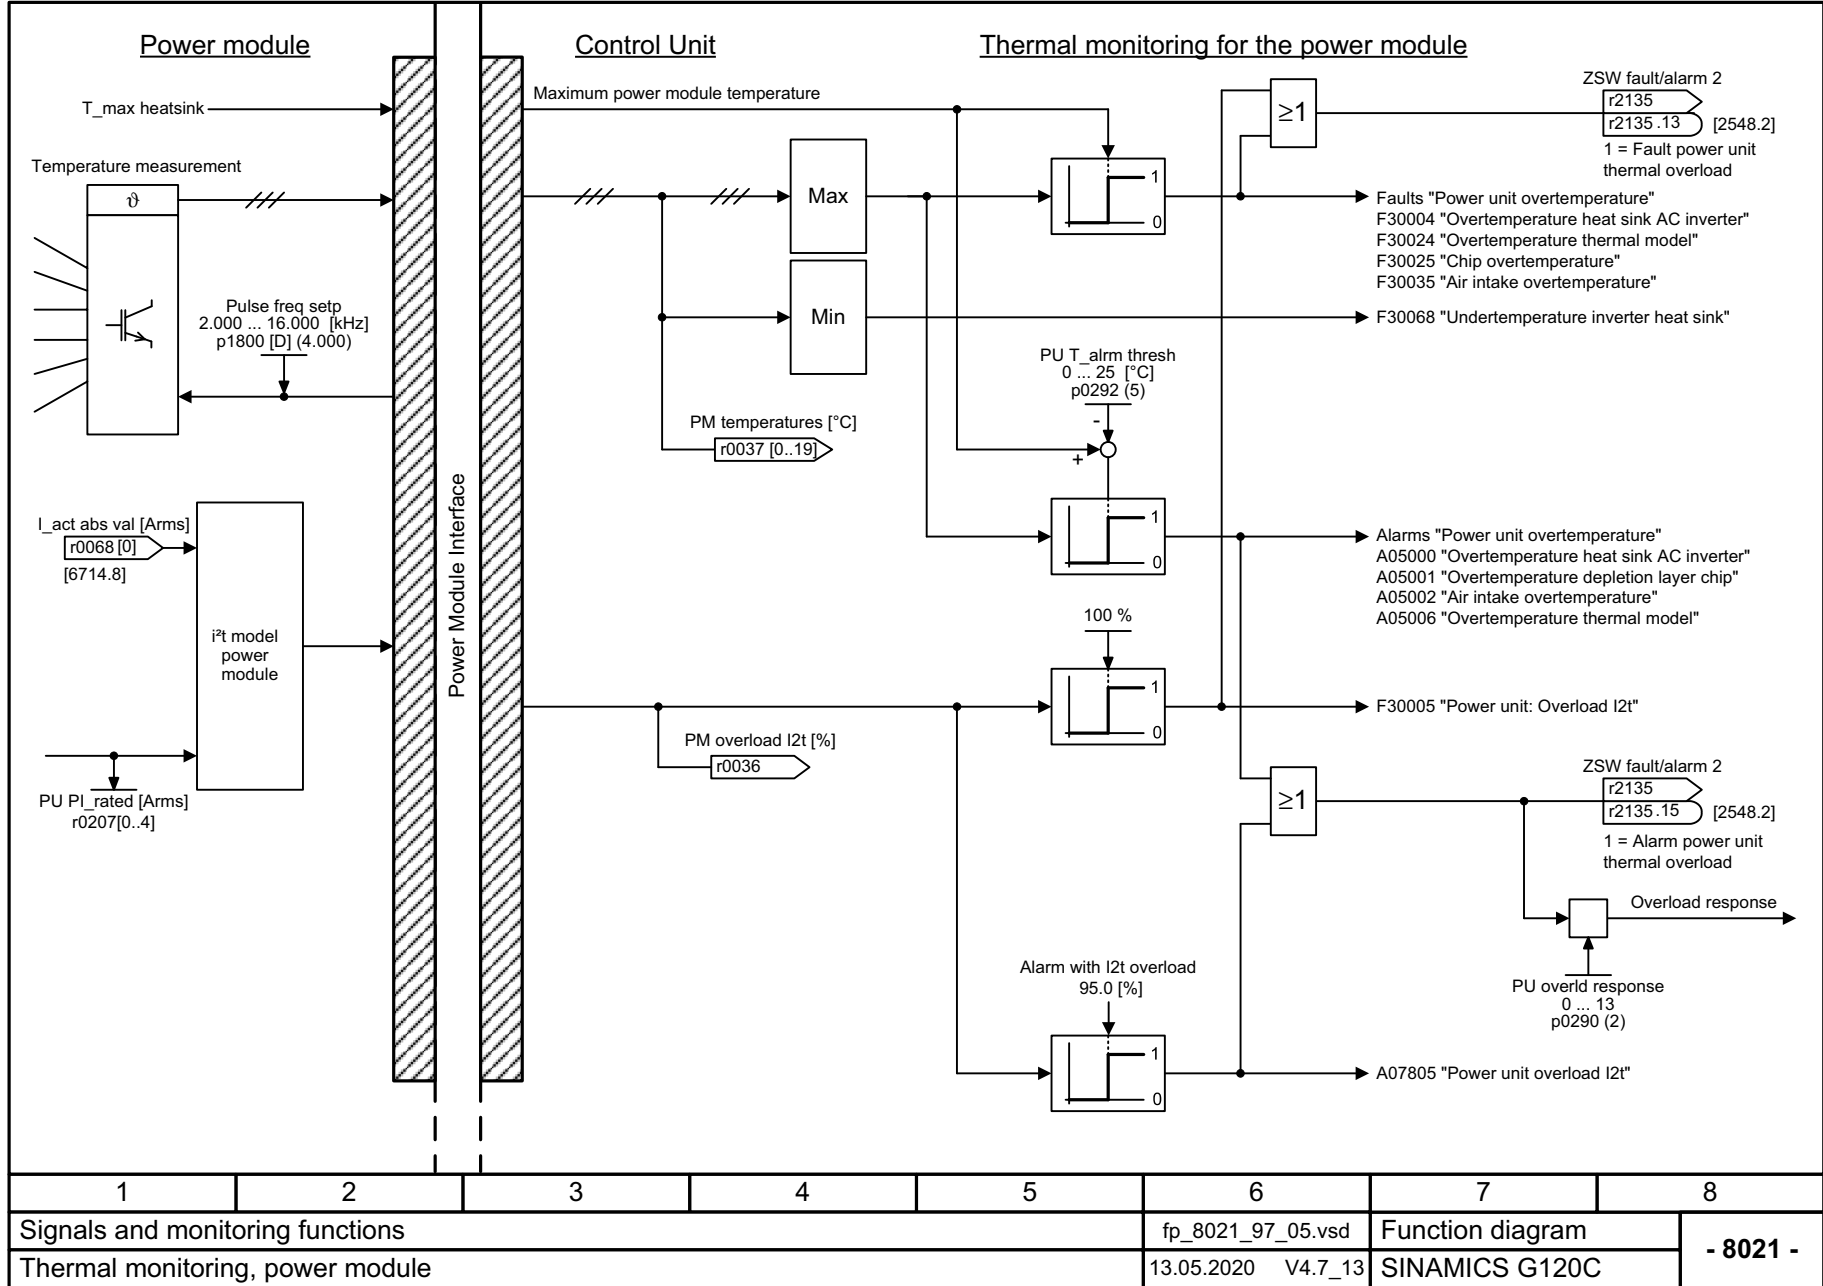 Power module
Control Unit
Thermal monitoring for the power module
T_max heatsink
Temperature measurement
ϑ
Pulse freq setp
2.000 ... 16.000 [kHz]
p1800 [D] (4.000)
I_act abs val [Arms]
r0068 [0]
[6714.8]
i²t model
power
module
PU PI_rated [Arms]
r0207[0..4]
Power Module Interface
Maximum power module temperature
Max
Min
PM temperatures [°C]
r0037 [0..19]
PU T_alrm thresh
0 ... 25 [°C]
p0292 (5)
-
+
1
0
1
0
100 %
1
0
PM overload I2t [%]
r0036
Alarm with I2t overload
95.0 [%]
1
0
≥1
≥1
ZSW fault/alarm 2
r2135
r2135.13 [2548.2]
1 = Fault power unit
thermal overload
Faults "Power unit overtemperature"
F30004 "Overtemperature heat sink AC inverter"
F30024 "Overtemperature thermal model"
F30025 "Chip overtemperature"
F30035 "Air intake overtemperature"
F30068 "Undertemperature inverter heat sink"
Alarms "Power unit overtemperature"
A05000 "Overtemperature heat sink AC inverter"
A05001 "Overtemperature depletion layer chip"
A05002 "Air intake overtemperature"
A05006 "Overtemperature thermal model"
F30005 "Power unit: Overload I2t"
ZSW fault/alarm 2
r2135
r2135.15 [2548.2]
1 = Alarm power unit
thermal overload
Overload response
PU overld response
0 ... 13
p0290 (2)
A07805 "Power unit overload I2t"
1 2 3 4 5 6 7 8
Signals and monitoring functions
fp_8021_97_05.vsd
Function diagram
- 8021 -
Thermal monitoring, power module
13.05.2020 V4.7_13
SINAMICS G120C